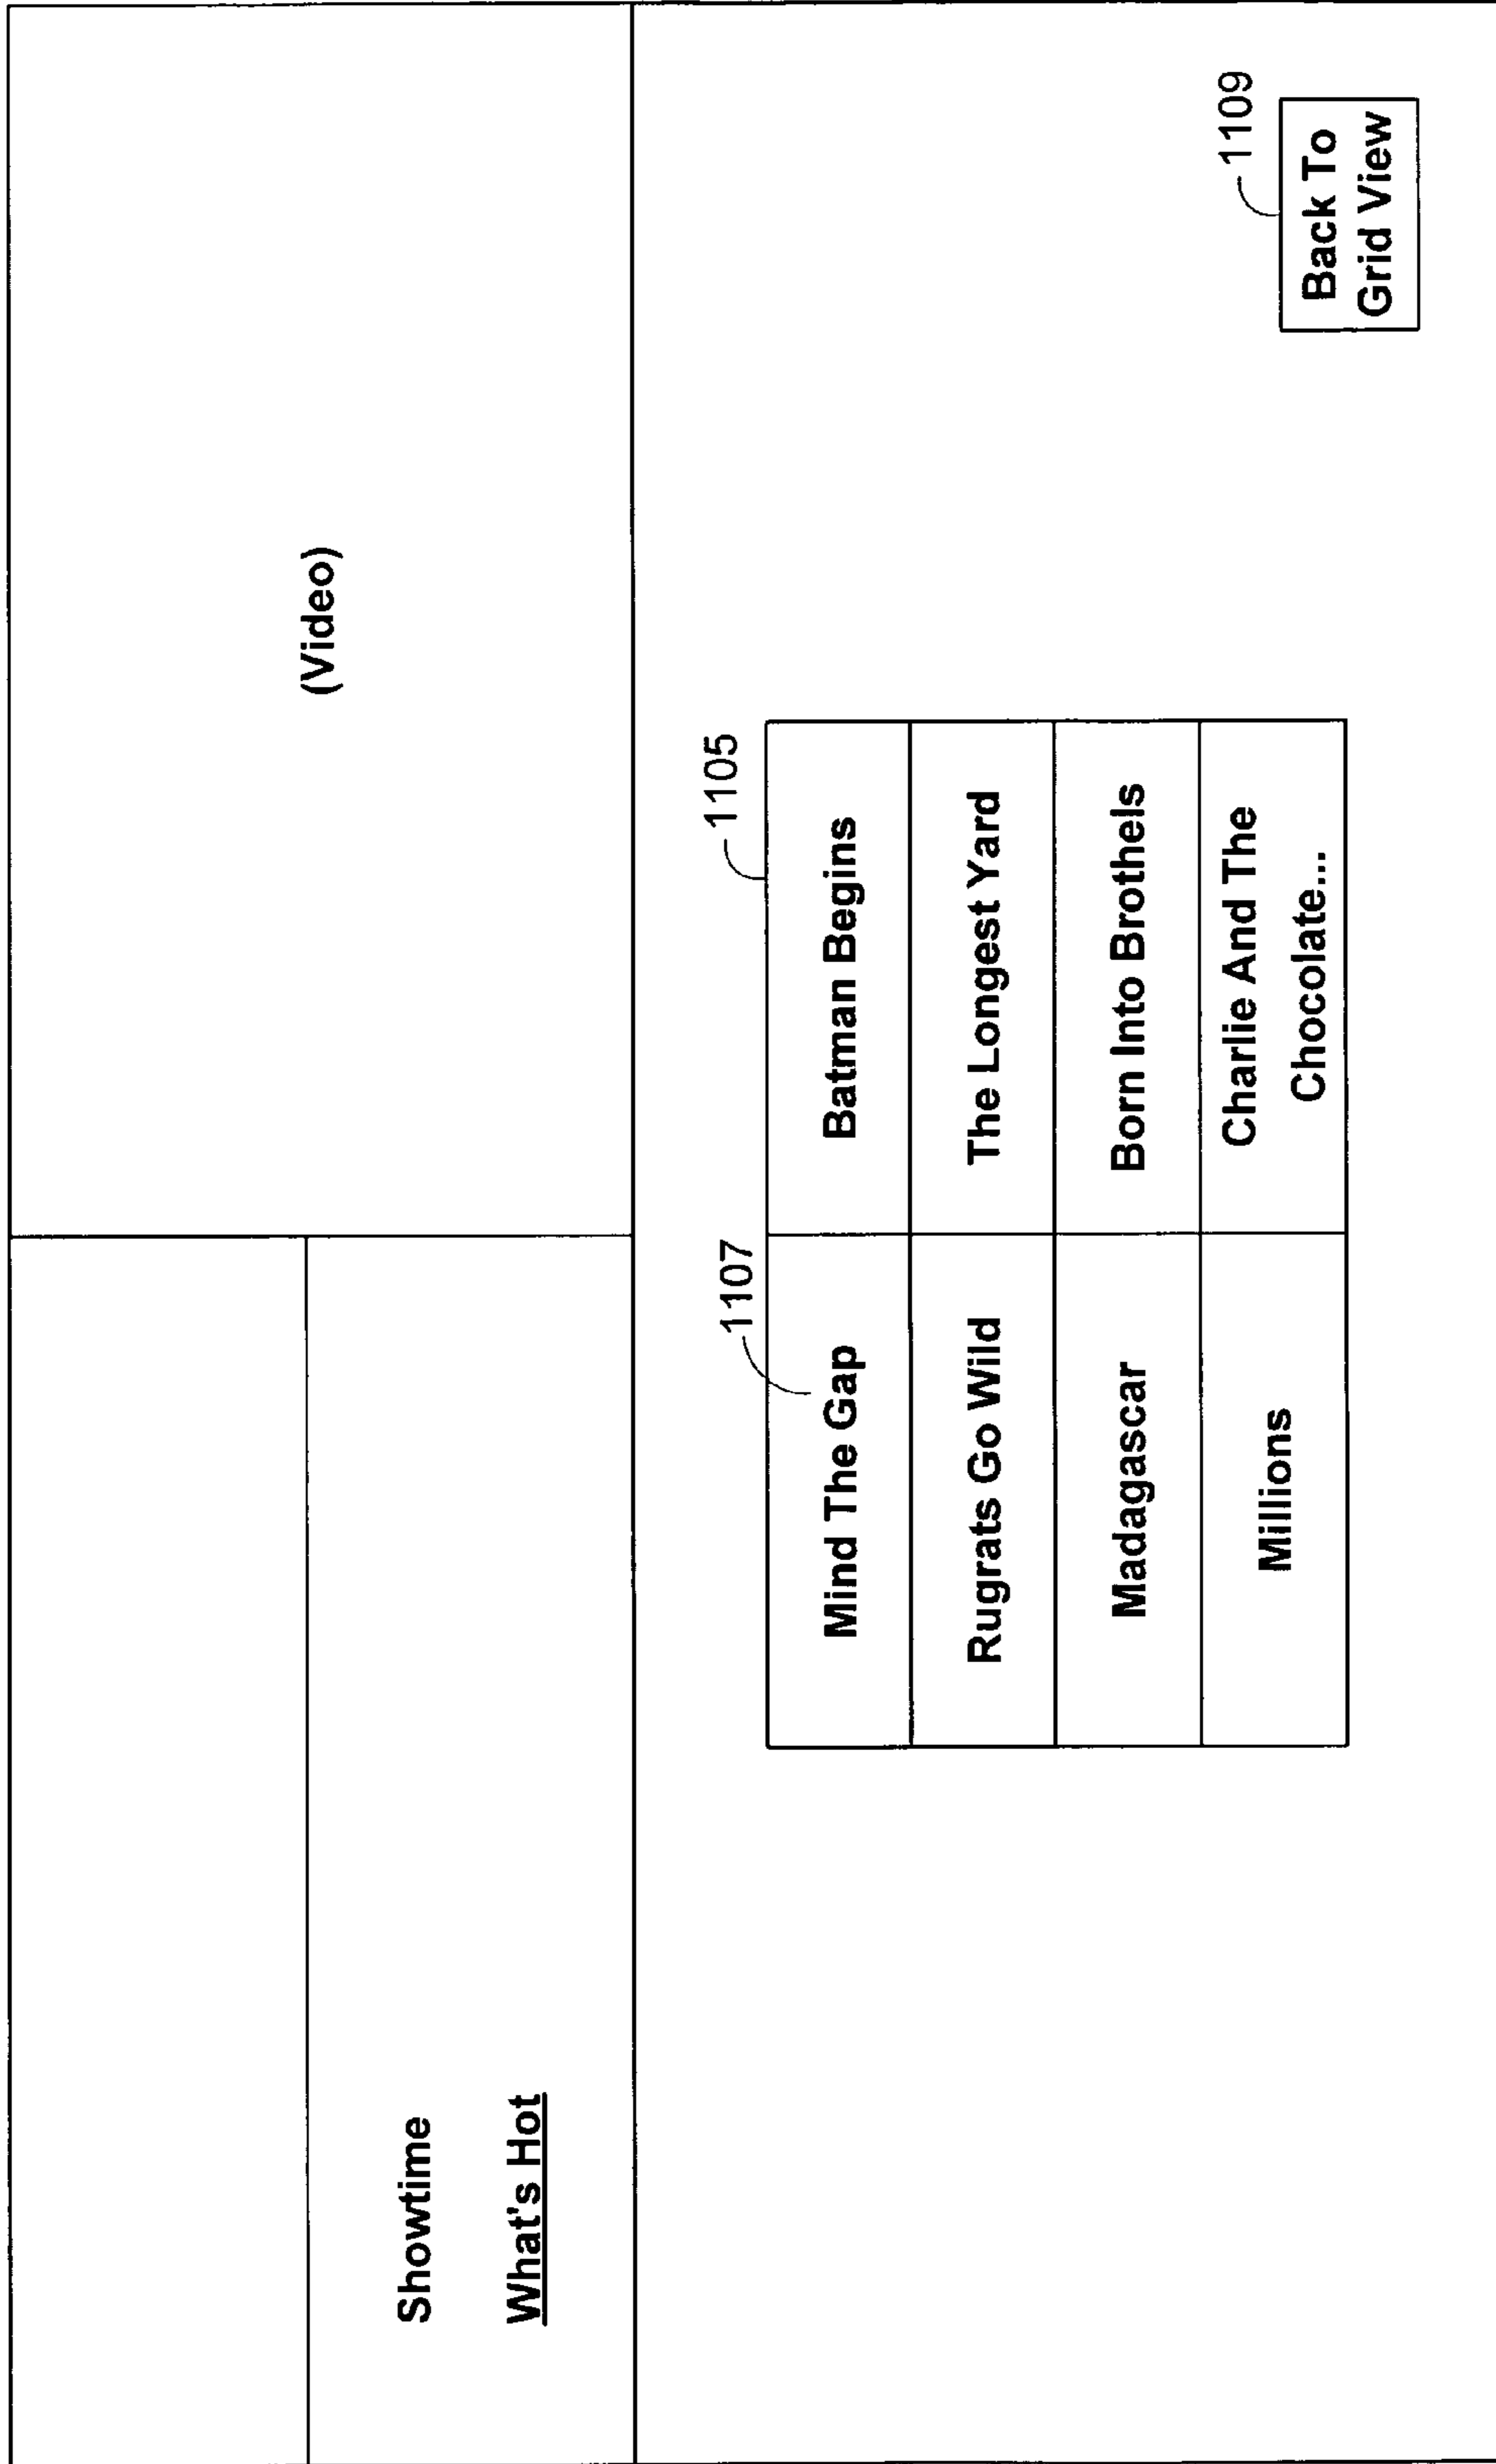 (Video)
Showtime
What's Hot
1107
1105
Mind The Gap
Batman Begins
Rugrats Go Wild
The Longest Yard
Madagascar
Born Into Brothels
Millions
Charlie And The
Chocolate...
1109
Back To
Grid View